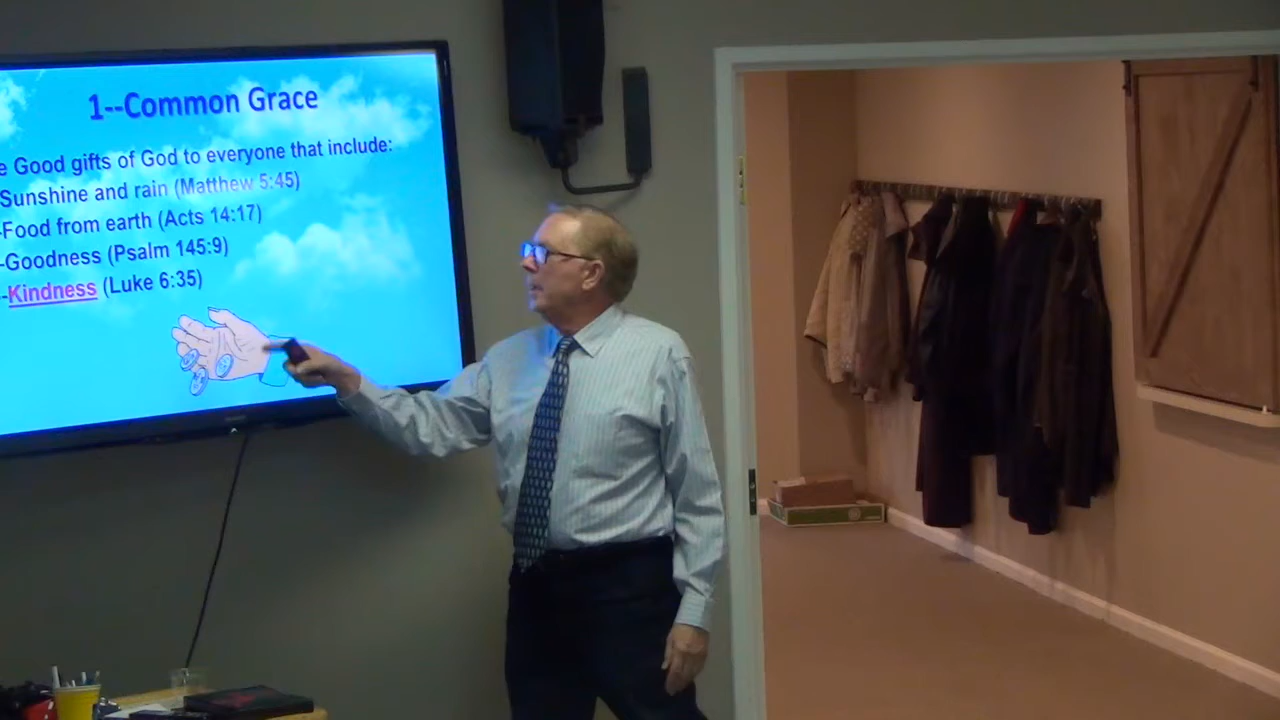 1--Common Grace
e Good gifts of God to everyone that include:
Sunshine and rain (Matthew 5:45)
-Food from earth (Acts 14:17)
-Goodness (Psalm 145:9)
-Kindness (Luke 6:35)